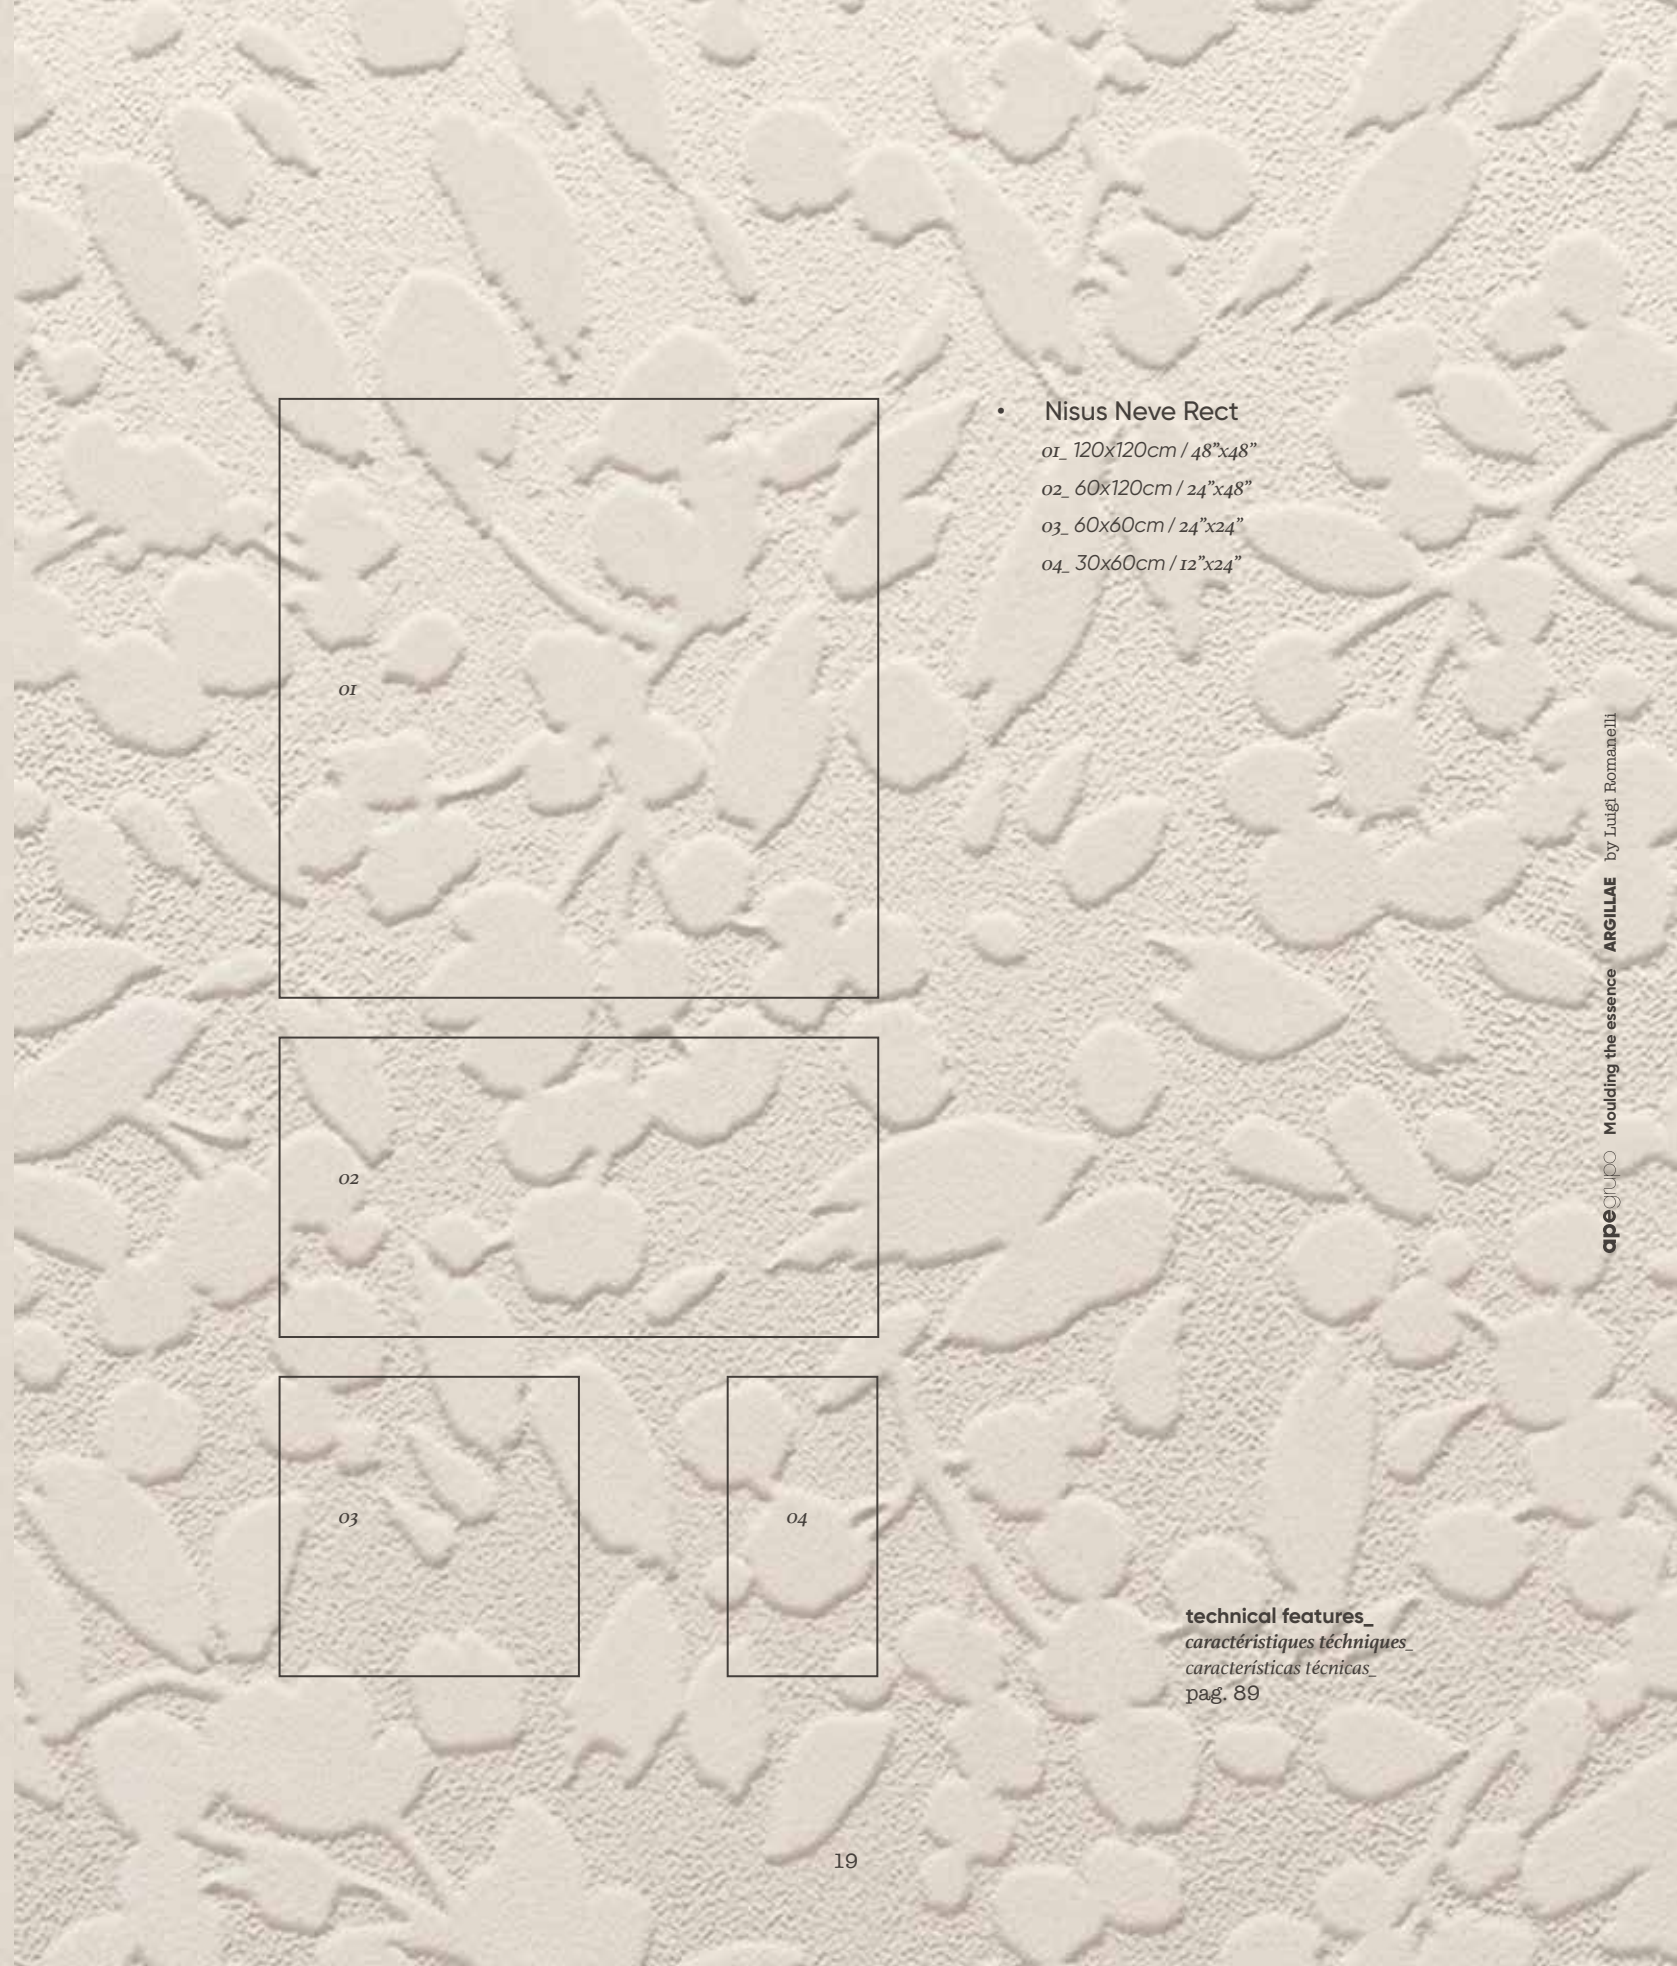 • Nisus Neve Rect
01_ 120x120cm / 48”x48”
02_ 60x120cm / 24”x48”
03_ 60x60cm / 24”x24”
04_ 30x60cm / 12”x24”
01
02
03
04
apegrupo Moulding the essence ARGILLAE by Luigi Romanelli
technical features_
caractéristiques téchniques_
características técnicas_
pag. 89
19